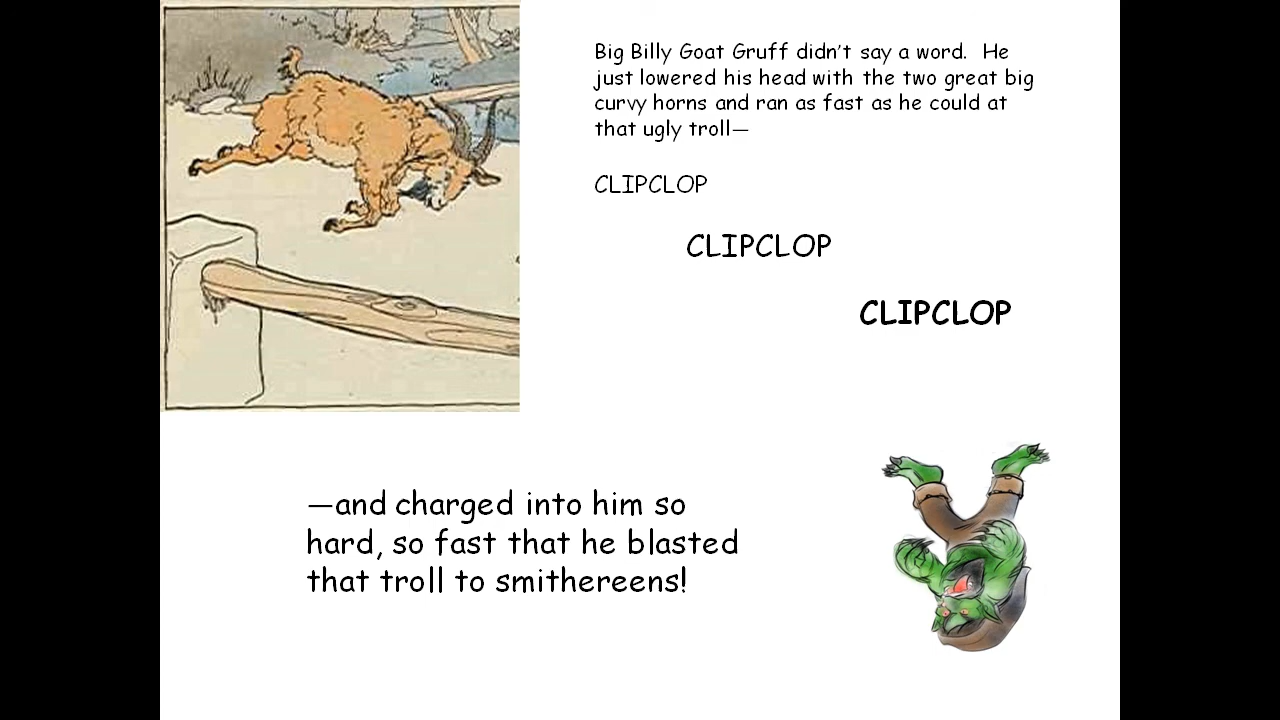 Big Billy Goat Gruff didn't say a word.  He
just lowered his head with the two great big
curvy horns and ran as fast as he could at
that ugly troll—
CLIPCLOP
CLIPCLOP
CLIPCLOP
—and charged into him so
hard, so fast that he blasted
that troll to smithereens!